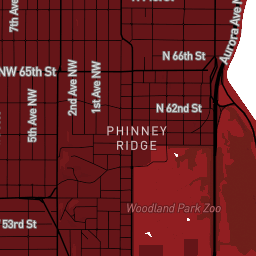 7th Ave
N 66th St
Aurora Ave N
NW 65th St
5th Ave NW
2nd Ave NW
1st Ave NW
N 62nd St
PHINNEY
RIDGE
Woodland Park Zoo
53rd St